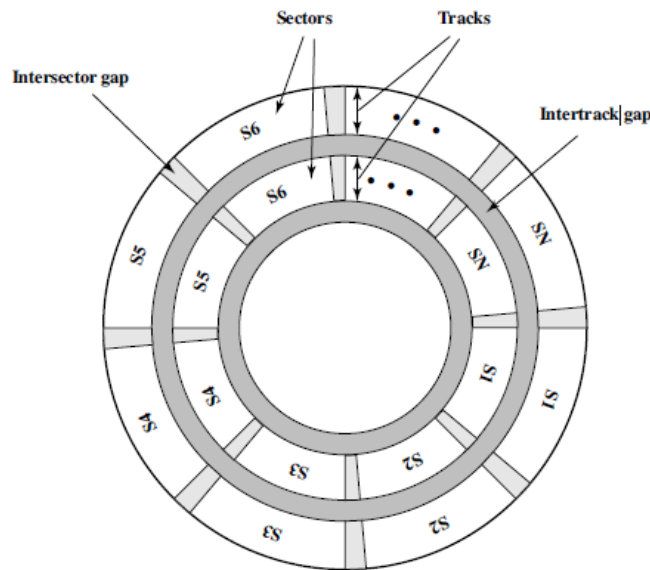 Sectors
Tracks
Intersector gap
Intertrack gap
S6
• • •
S6
• • •
SN
SN
S5
S5
S1
S1
S4
S4
S3
S2
S3
S2